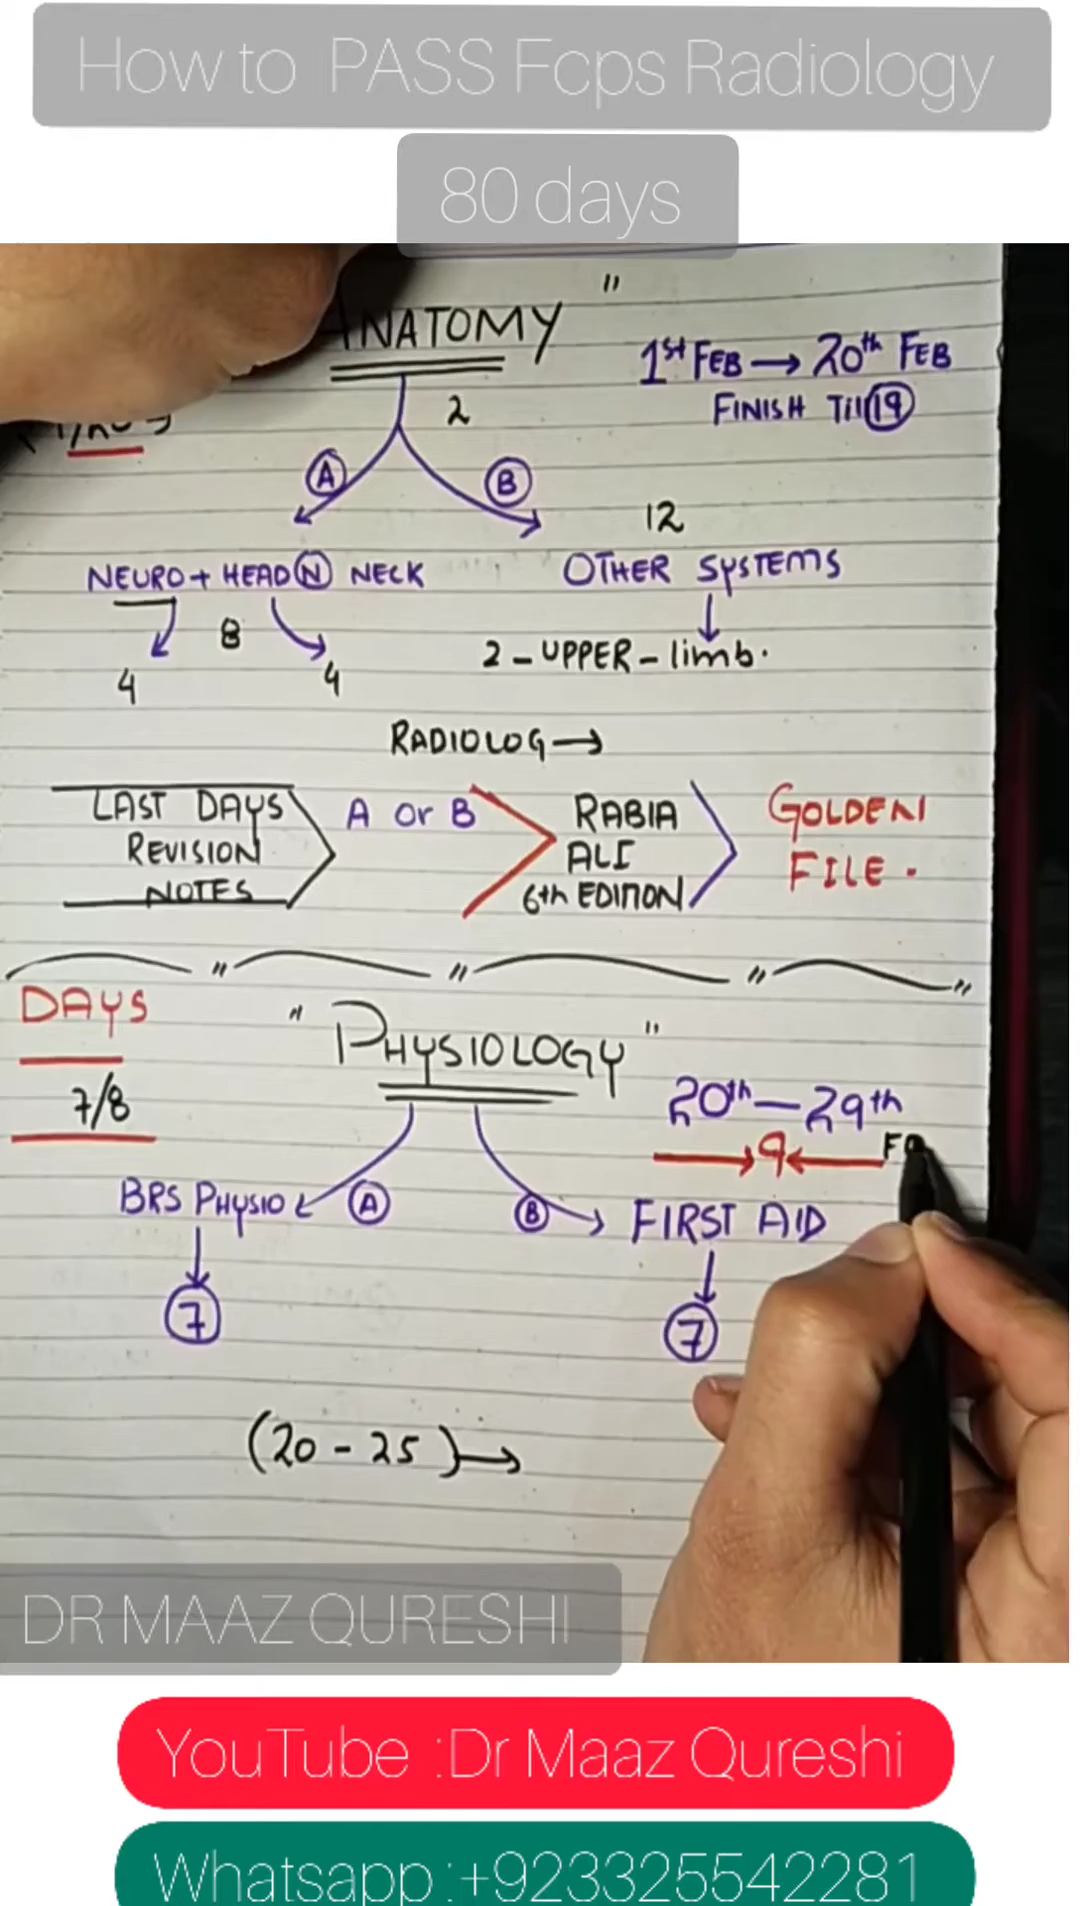 How to PASS Fcps Radiology
80 days
"
ANATOMY
1st FEB → 20th FEB
FINISH Till 19
2
A
B
12
NEURO + HEAD N NECK
OTHER SYSTEMS
8
2 - UPPER - limb.
4
4
RADIOLOG →
LAST DAYS
REVISION
NOTES
A or B
RABIA
ALI
6th EDITION
GOLDEN
FILE.
DAYS
7/8
"PHYSIOLOGY"
20th — 29th
→ 9 ←
BRS PHYSIO
A
B
FIRST AID
7
7
(20 - 25) →
DR MAAZ QURESHI
YouTube :Dr Maaz Qureshi
Whatsapp :+923325542281